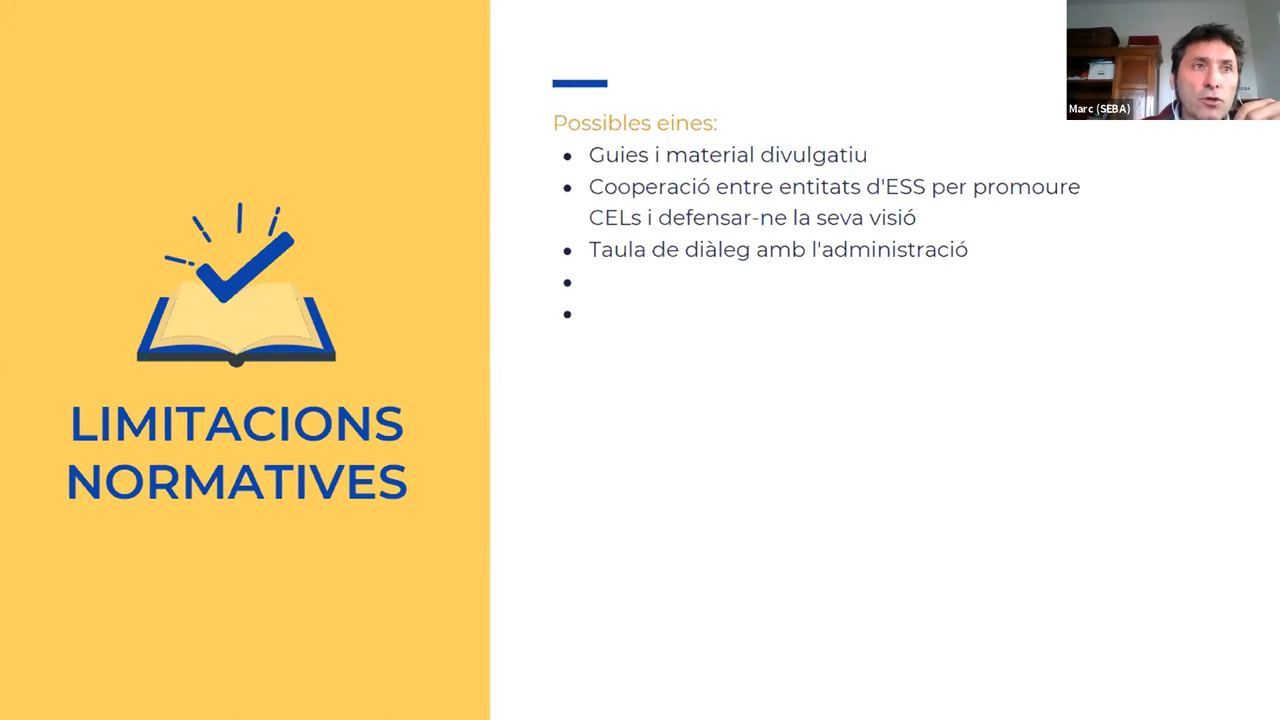 LIMITACIONS
NORMATIVES
Possibles eines:
Guies i material divulgatiu
Cooperació entre entitats d'ESS per promoure
CELs i defensar-ne la seva visió
Taula de diàleg amb l'administració
Marc (SEBA)